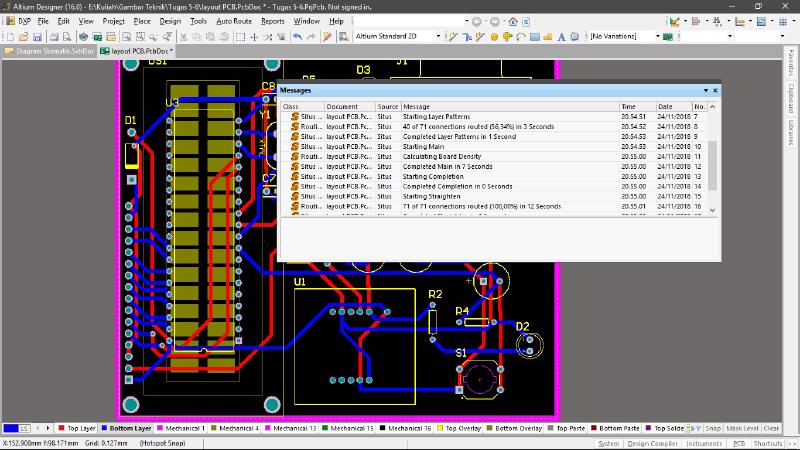 Altium Designer (16.0) - E:\Kuliah\Gambar Teknik\Tugas 5-6\layout PCB.PcbDoc * - Tugas 5-6.PrjPcb. Not signed in.
DXP File Edit View Project Place Design Tools Auto Route Reports Window Help
Altium Standard 2D [No Variations]
Diagram Skematik.SchDoc layout PCB.PcbDoc *
Favorites
Clipboard
Libraries
DS1
D3
J1
C8
D5
U3
Y1
D1
C7
Messages
Class Document Source Message Time Date No.
Situs ... layout PCB.Pc... Situs Starting Layer Patterns 20.54.51 24/11/2018 7
Routi... layout PCB.Pc... Situs 40 of 71 connections routed (56,34%) in 3 Seconds 20.54.52 24/11/2018 8
Situs ... layout PCB.Pc... Situs Completed Layer Patterns in 1 Second 20.54.53 24/11/2018 9
Situs ... layout PCB.Pc... Situs Starting Main 20.54.53 24/11/2018 10
Routi... layout PCB.Pc... Situs Calculating Board Density 20.55.00 24/11/2018 11
Situs ... layout PCB.Pc... Situs Completed Main in 7 Seconds 20.55.00 24/11/2018 12
Situs ... layout PCB.Pc... Situs Starting Completion 20.55.00 24/11/2018 13
Situs ... layout PCB.Pc... Situs Completed Completion in 0 Seconds 20.55.00 24/11/2018 14
Situs ... layout PCB.Pc... Situs Starting Straighten 20.55.00 24/11/2018 15
Routi... layout PCB.Pc... Situs 71 of 71 connections routed (100,00%) in 12 Seconds 20.55.01 24/11/2018 16
U1
R2
R4
D2
S1
LS Top Layer Bottom Layer Mechanical 1 Mechanical 4 Mechanical 13 Mechanical 15 Mechanical 16 Top Overlay Bottom Overlay Top Paste Bottom Paste Top Solde Snap Mask Level Clear
X:152.908mm Y:98.171mm Grid: 0.127mm (Hotspot Snap) System Design Compiler Instruments PCB Shortcuts >>